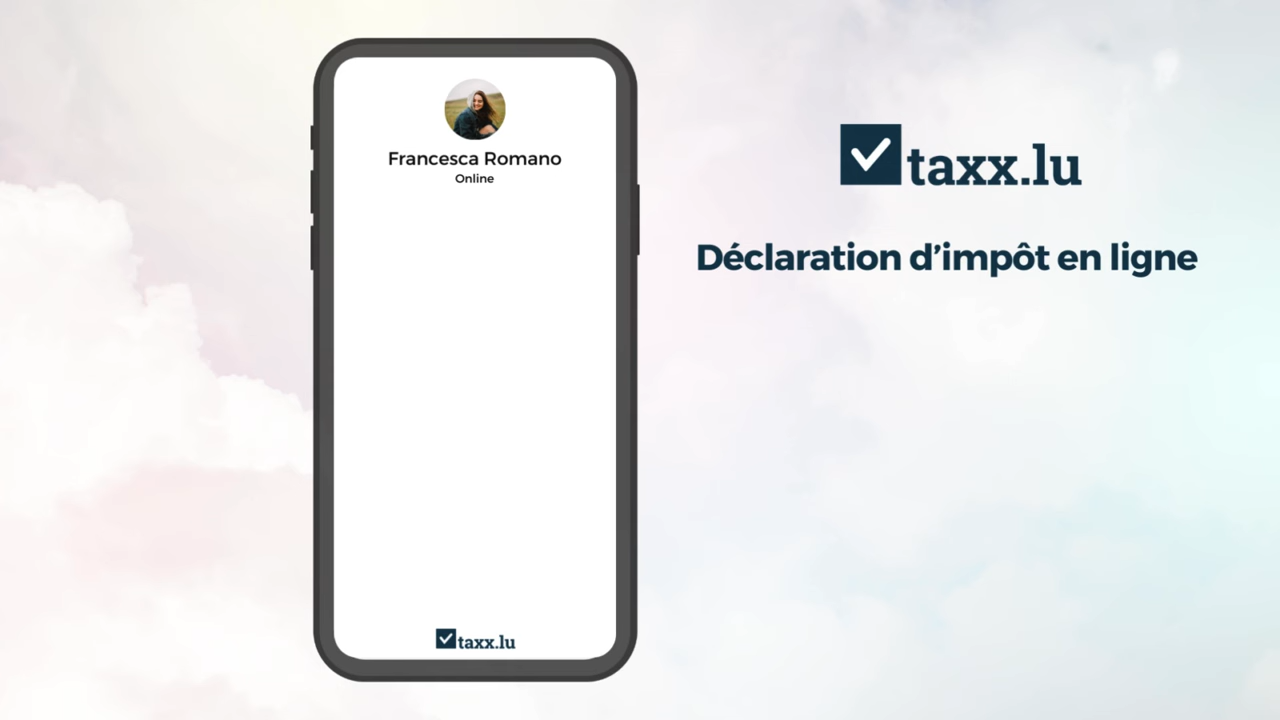 Francesca Romano
Online
taxx.lu
taxx.lu
Déclaration d’impôt en ligne